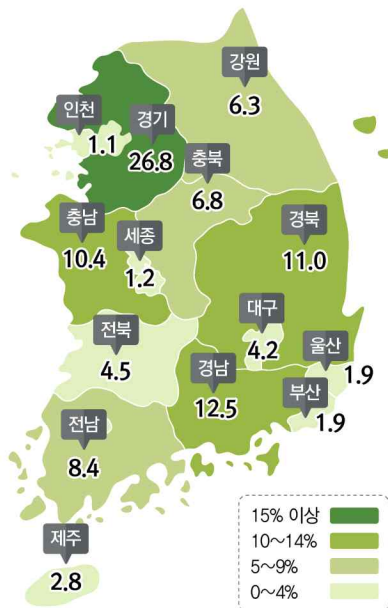 강원
6.3
인천
1.1
경기
26.8
충북
6.8
충남
10.4
세종
1.2
경북
11.0
대구
4.2
울산
1.9
전북
4.5
경남
12.5
부산
1.9
전남
8.4
제주
2.8
15% 이상
10~14%
5~9%
0~4%